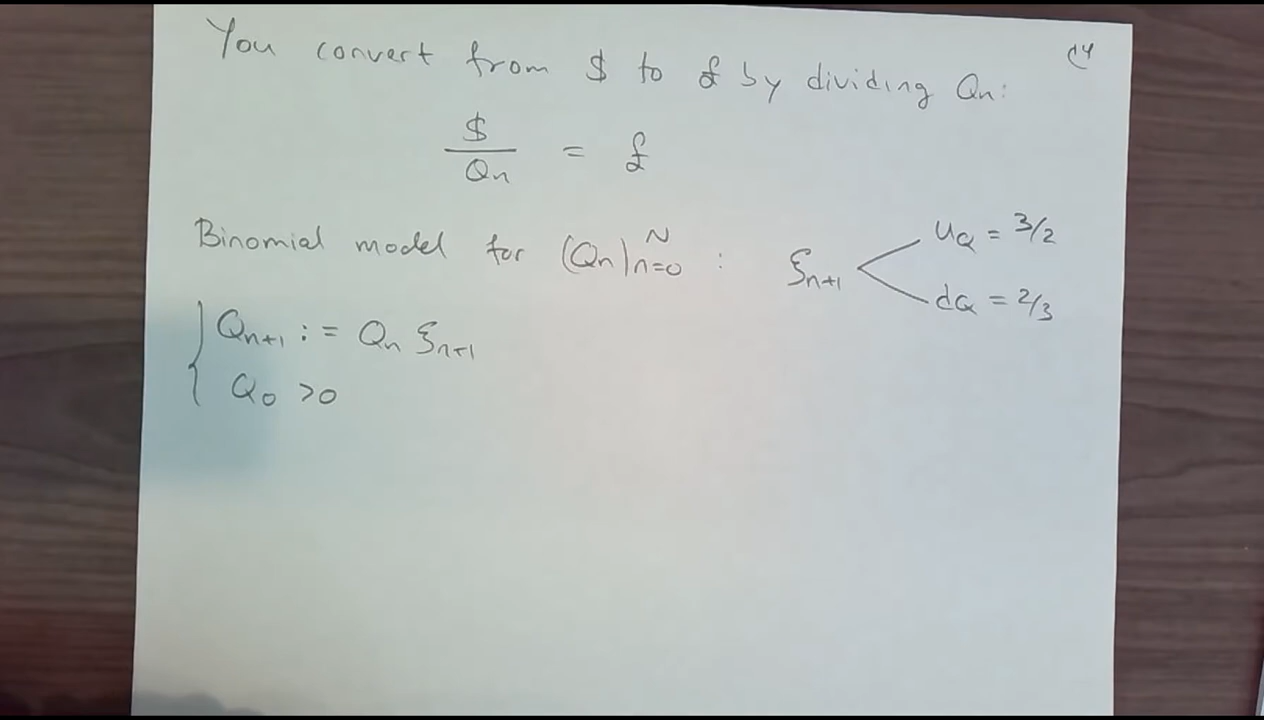 You convert from $ to £ by dividing Qn:
$/Qn = £
Binomial model for (Qn)_{n=0}^{N} : ξn+1 < uQ = 3/2
dQ = 2/3
{ Qn+1 := Qn ξn+1
Q0 >0